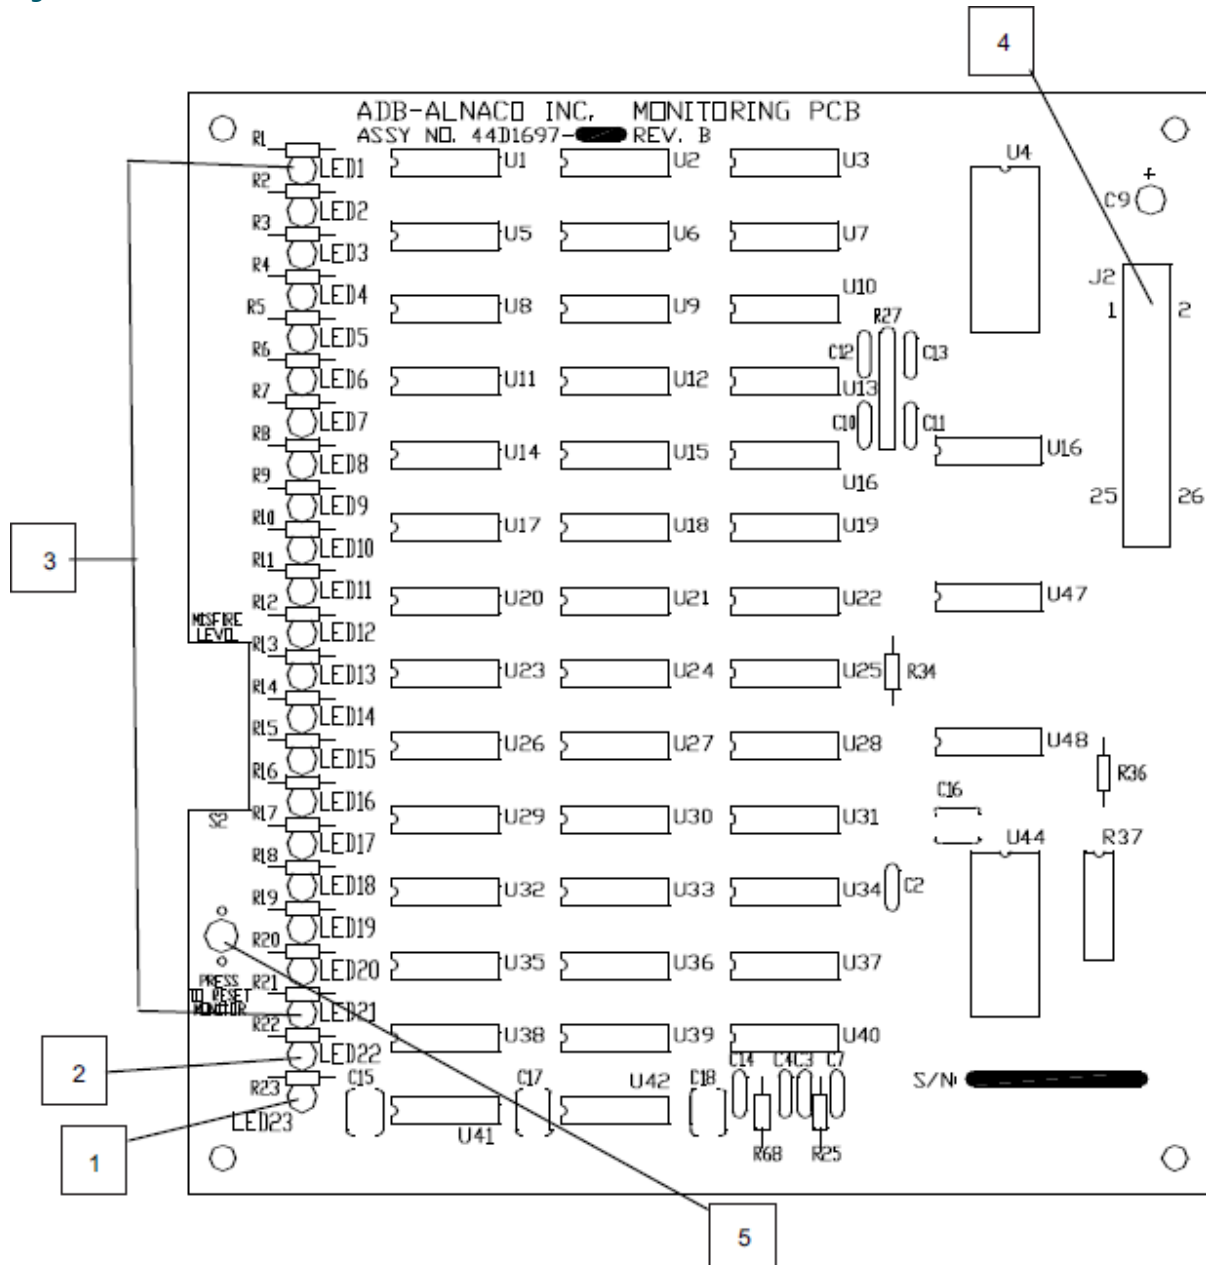 4
ADB-ALNACO INC. MONITORING PCB
ASSY NO. 44D1697- REV. B
R1
LED1 U1 U2 U3 U4
R2
LED2
C9 +
R3
LED3 U5 U6 U7
R4
LED4
J2
1 2
R5
LED5 U8 U9 U10
R27
R6
LED6 U11 U12 U13
C12 C13
R7
LED7
C10 C11
R8
LED8 U14 U15 U16
U16
R9
LED9
25 26
R10
LED10 U17 U18 U19
3
R11
LED11 U20 U21 U22
U47
R12
LED12
MISFIRE
LEVEL
R13
LED13 U23 U24 U25
R34
R14
LED14
R15
LED15 U26 U27 U28
U48
R36
R16
LED16
C16
R17
LED17 U29 U30 U31
S2
U44 R37
R18
LED18 U32 U33 U34
C2
R19
LED19
R20
LED20 U35 U36 U37
PRESS
TO RESET
MONITOR
R21
LED21
R22
LED22 U38 U39 U40
2
R23
LED23
C15 C17 U42 C18 C14 C4 C3 C7
S/N:
U41
R68 R25
1
5